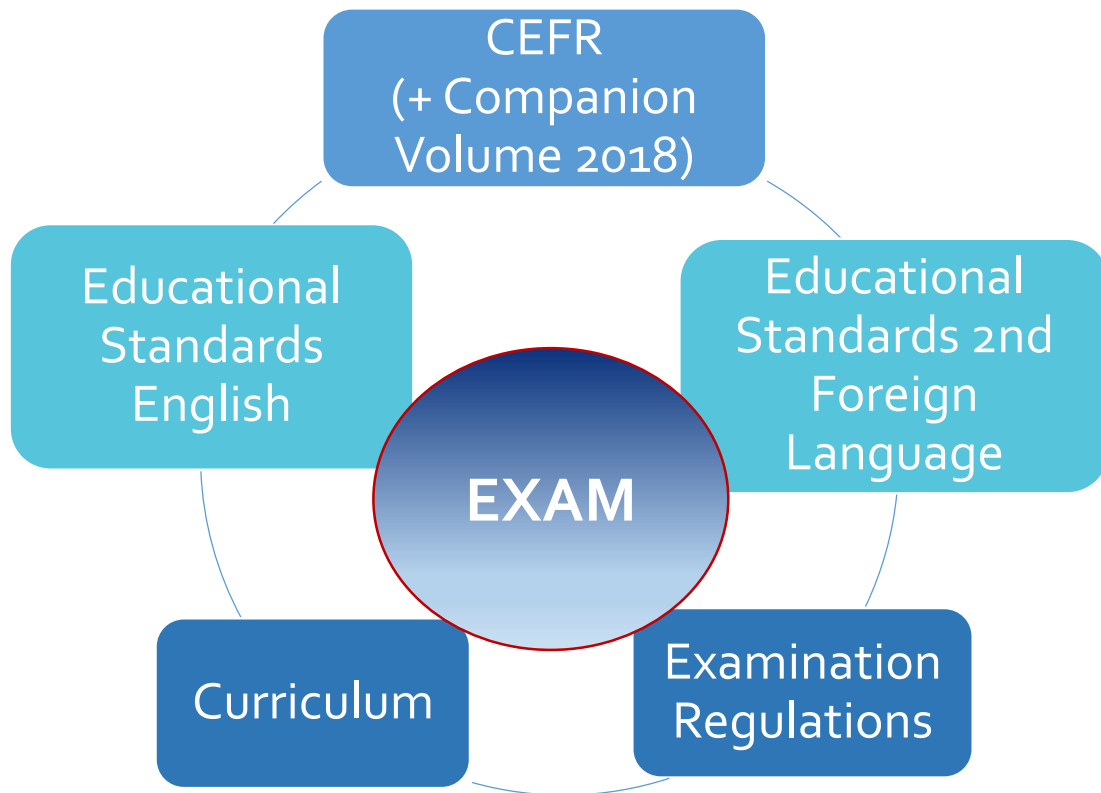 CEFR
(+ Companion
Volume 2018)
Educational
Standards
English
Educational
Standards 2nd
Foreign
Language
EXAM
Curriculum
Examination
Regulations